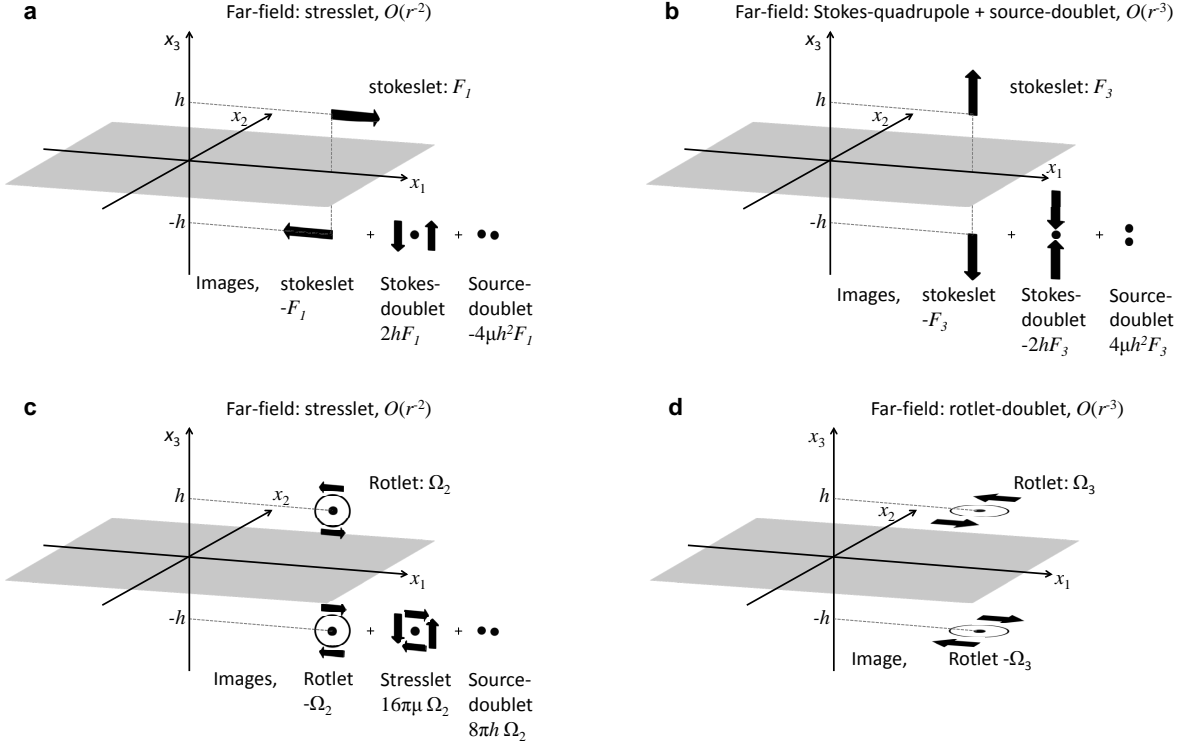 a
Far-field: stresslet, O(r⁻²)
x₃
stokeslet: F₁
h
x₂
x₁
-h
+
+
Images,
stokeslet
-F₁
Stokes-
doublet
2hF₁
Source-
doublet
-4μh²F₁
b
Far-field: Stokes-quadrupole + source-doublet, O(r⁻³)
x₃
stokeslet: F₃
h
x₂
x₁
-h
+
+
Images,
stokeslet
-F₃
Stokes-
doublet
-2hF₃
Source-
doublet
4μh²F₃
c
Far-field: stresslet, O(r⁻²)
x₃
Rotlet: Ω₂
h
x₂
x₁
-h
+
+
Images,
Rotlet
-Ω₂
Stresslet
16πμ Ω₂
Source-
doublet
8πh Ω₂
d
Far-field: rotlet-doublet, O(r⁻³)
x₃
Rotlet: Ω₃
h
x₂
x₁
-h
Image,
Rotlet -Ω₃